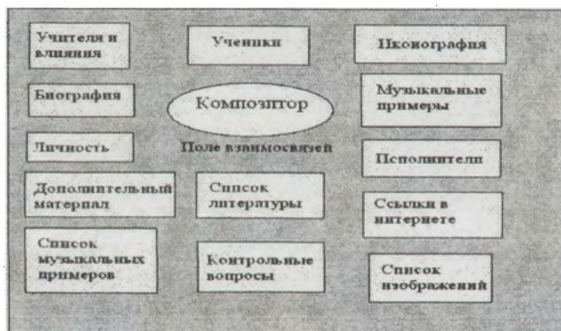 Учителя и
влияния
Ученики
Иконография
Биография
Композитор
Музыкальные
примеры
Личность
Поле взаимосвязей
Исполнители
Дополнительный
материал
Список
литературы
Ссылки в
интернете
Список
музыкальных
примеров
Контрольные
вопросы
Список
изображений